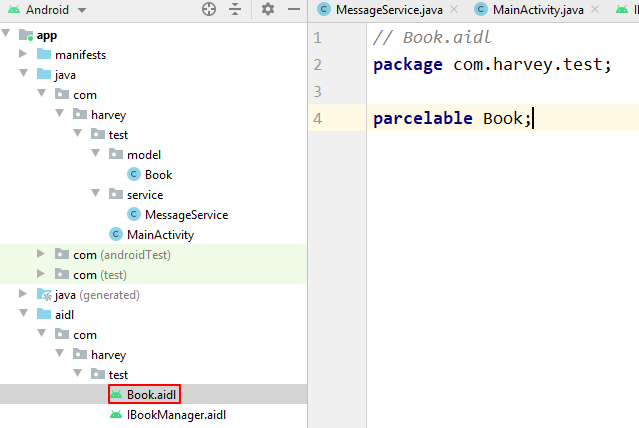 Android
MessageService.java
MainActivity.java
app
manifests
java
com
harvey
test
model
Book
service
MessageService
MainActivity
com (androidTest)
com (test)
java (generated)
aidl
com
harvey
test
Book.aidl
IBookManager.aidl
1 // Book.aidl
2 package com.harvey.test;
3
4 parcelable Book;